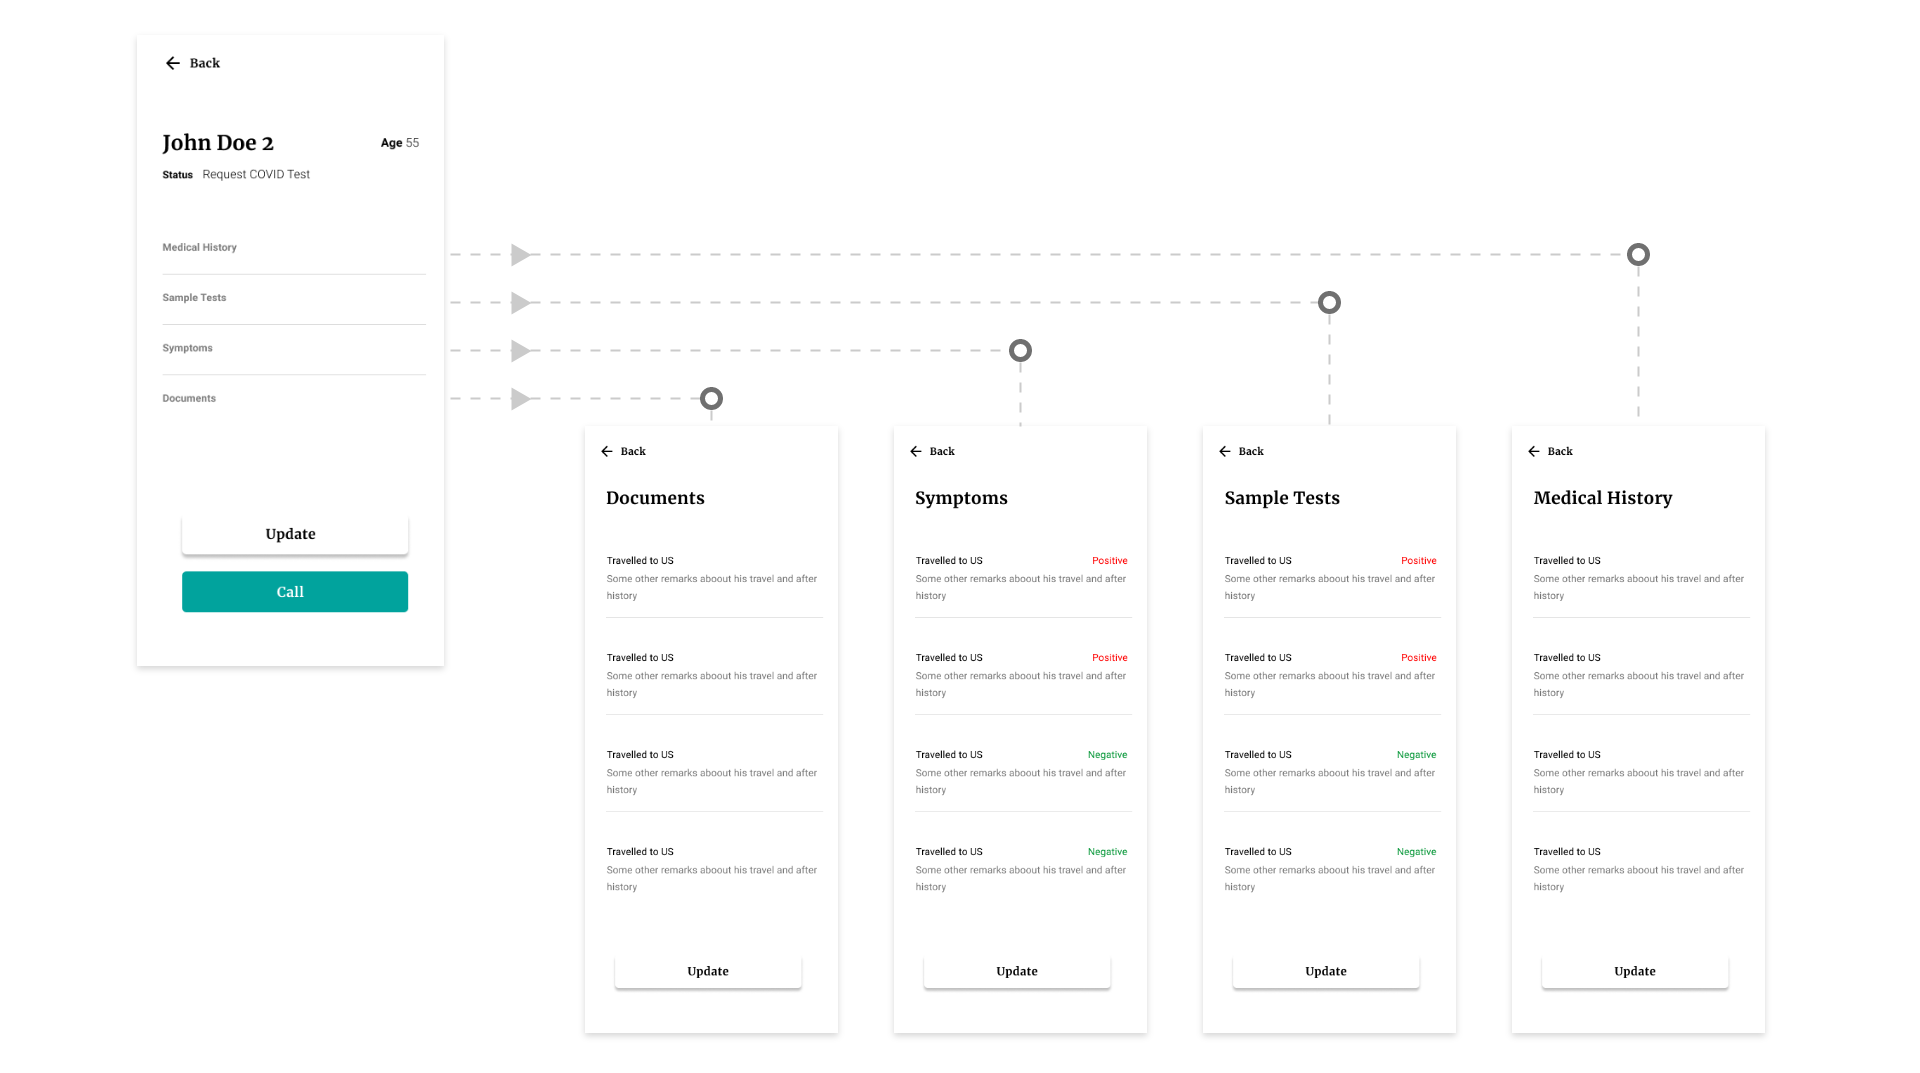 Back
John Doe 2
Age 55
Status Request COVID Test
Medical History
Sample Tests
Symptoms
Documents
Update
Call
Back
Documents
Travelled to US
Some other remarks aboout his travel and after
history
Travelled to US
Some other remarks aboout his travel and after
history
Travelled to US
Some other remarks aboout his travel and after
history
Travelled to US
Some other remarks aboout his travel and after
history
Update
Back
Symptoms
Travelled to US Positive
Some other remarks aboout his travel and after
history
Travelled to US Positive
Some other remarks aboout his travel and after
history
Travelled to US Negative
Some other remarks aboout his travel and after
history
Travelled to US Negative
Some other remarks aboout his travel and after
history
Update
Back
Sample Tests
Travelled to US Positive
Some other remarks aboout his travel and after
history
Travelled to US Positive
Some other remarks aboout his travel and after
history
Travelled to US Negative
Some other remarks aboout his travel and after
history
Travelled to US Negative
Some other remarks aboout his travel and after
history
Update
Back
Medical History
Travelled to US
Some other remarks aboout his travel and after
history
Travelled to US
Some other remarks aboout his travel and after
history
Travelled to US
Some other remarks aboout his travel and after
history
Travelled to US
Some other remarks aboout his travel and after
history
Update